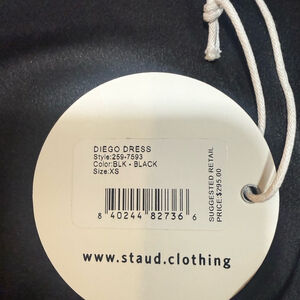 DIEGO DRESS
Style:259-7593
Color:BLK - BLACK
Size:XS
8 40244 82736 6
SUGGESTED RETAIL
PRICE:$295.00
www.staud.clothing